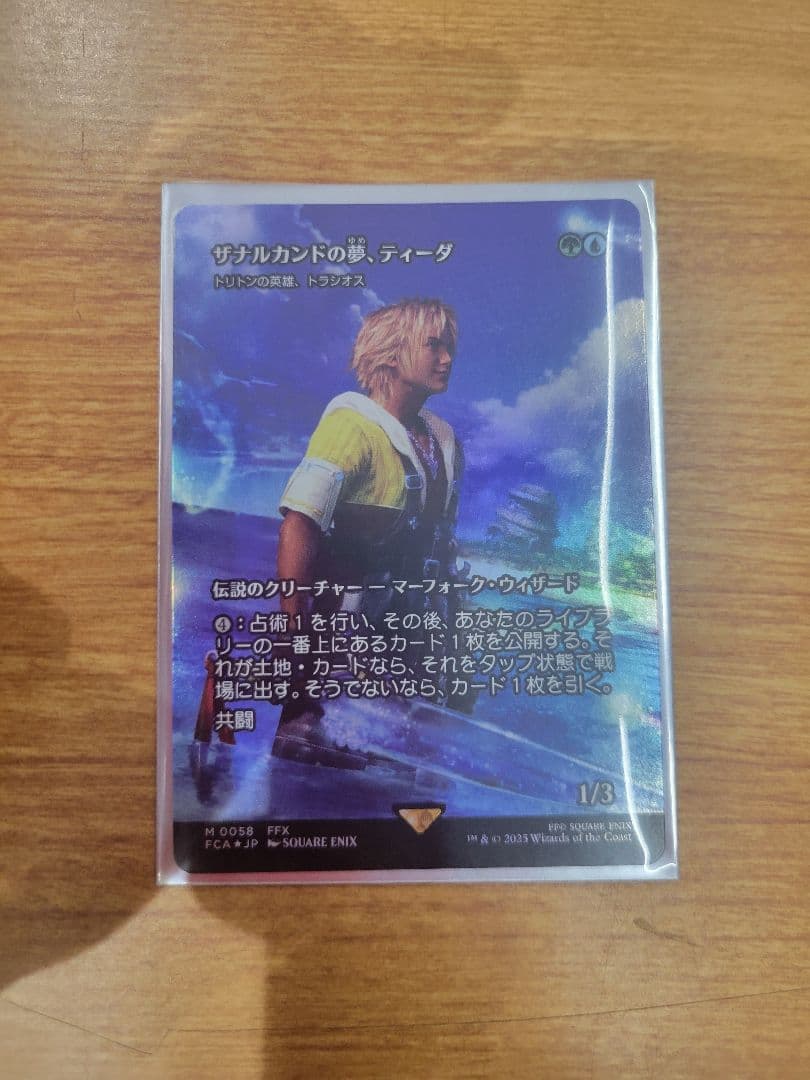 ザナルカンドの夢、ティーダ
ゆめ
トリトンの英雄、トラシオス
伝説のクリーチャー — マーフォーク・ウィザード
④：占術１を行い、その後、あなたのライブラ
リーの一番上にあるカード１枚を公開する。そ
れが土地・カードなら、それをタップ状態で戦
場に出す。そうでないなら、カード１枚を引く。
共闘
1/3
M 0058 FFX
FCA★JP SQUARE ENIX
FF© SQUARE ENIX
™ & © 2025 Wizards of the Coast